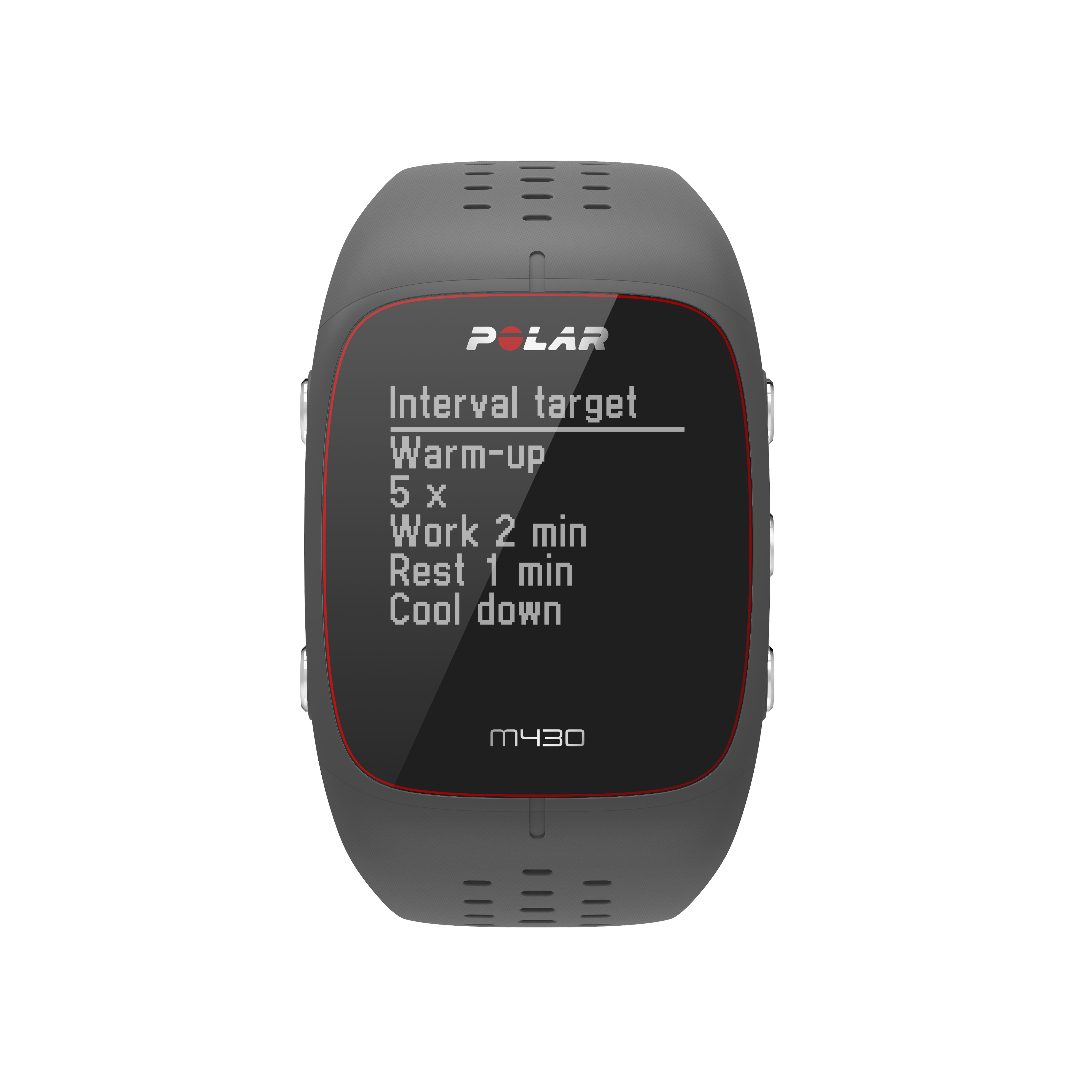 POLAR
Interval target
Warm-up
5 x
Work 2 min
Rest 1 min
Cool down
M430